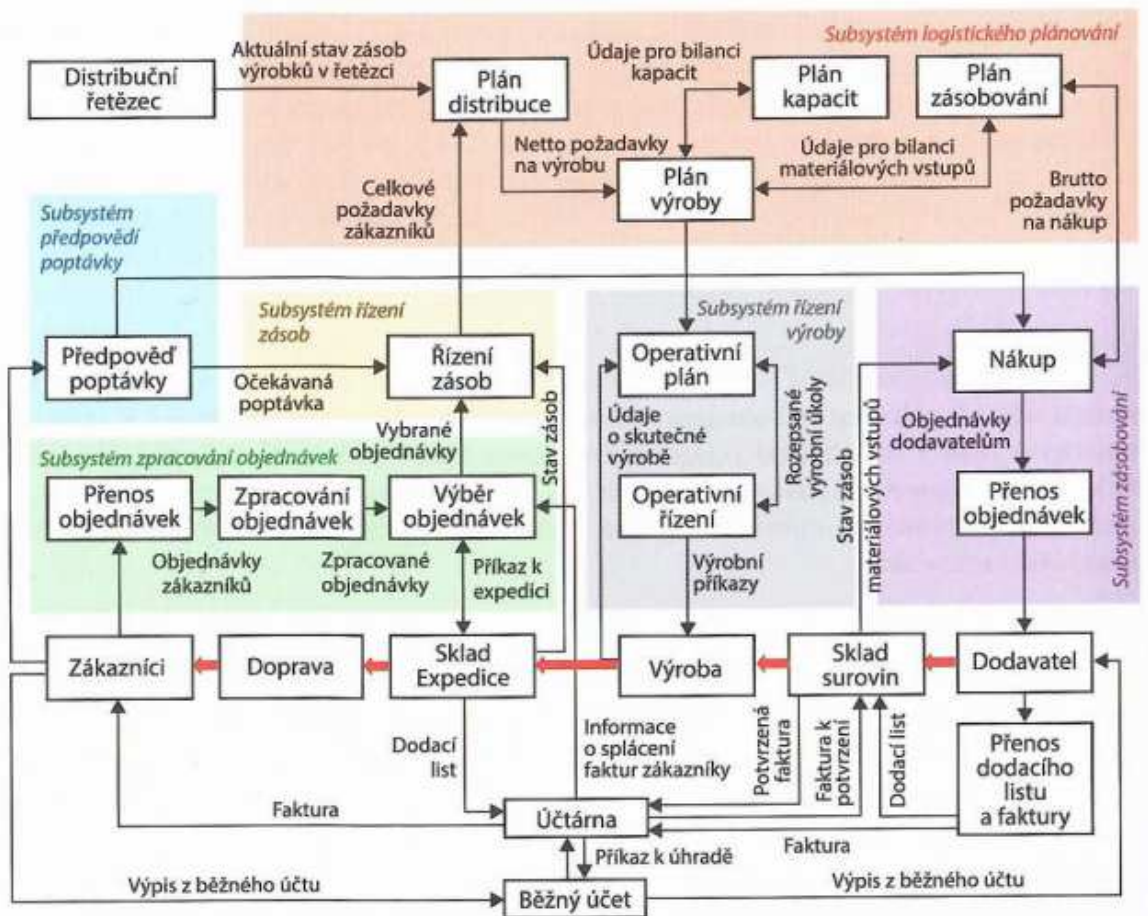 Subsystém logistického plánování
Aktuální stav zásob
výrobků v řetězci
Distribuční
řetězec
Plán
distribuce
Údaje pro bilanci
kapacit
Plán
kapacit
Plán
zásobování
Netto požadavky
na výrobu
Údaje pro bilanci
materiálových vstupů
Plán
výroby
Celkové
požadavky
zákazníků
Brutto
požadavky
na nákup
Subsystém
předpovědí
poptávky
Subsystém řízení
zásob
Subsystém řízení
výroby
Předpověď
poptávky
Očekávaná
poptávka
Řízení
zásob
Operativní
plán
Nákup
Vybrané
objednávky
Stav zásob
Údaje
o skutečné
výrobě
Rozepsané
výrobní úkoly
Stav zásob
materiálových vstupů
Objednávky
dodavatelům
Subsystém zásobování
Subsystém zpracování objednávek
Přenos
objednávek
Zpracování
objednávek
Výběr
objednávek
Operativní
řízení
Přenos
objednávek
Objednávky
zákazníků
Zpracované
objednávky
Příkaz k
expedici
Výrobní
příkazy
Zákazníci
Doprava
Sklad
Expedice
Výroba
Sklad
surovin
Dodavatel
Dodací
list
Informace
o splácení
faktur zákazníky
Potvrzená
faktura
Faktura k
potvrzení
Dodací list
Přenos
dodacího
listu
a faktury
Faktura
Účtárna
Faktura
Příkaz k úhradě
Výpis z běžného účtu
Běžný účet
Výpis z běžného účtu